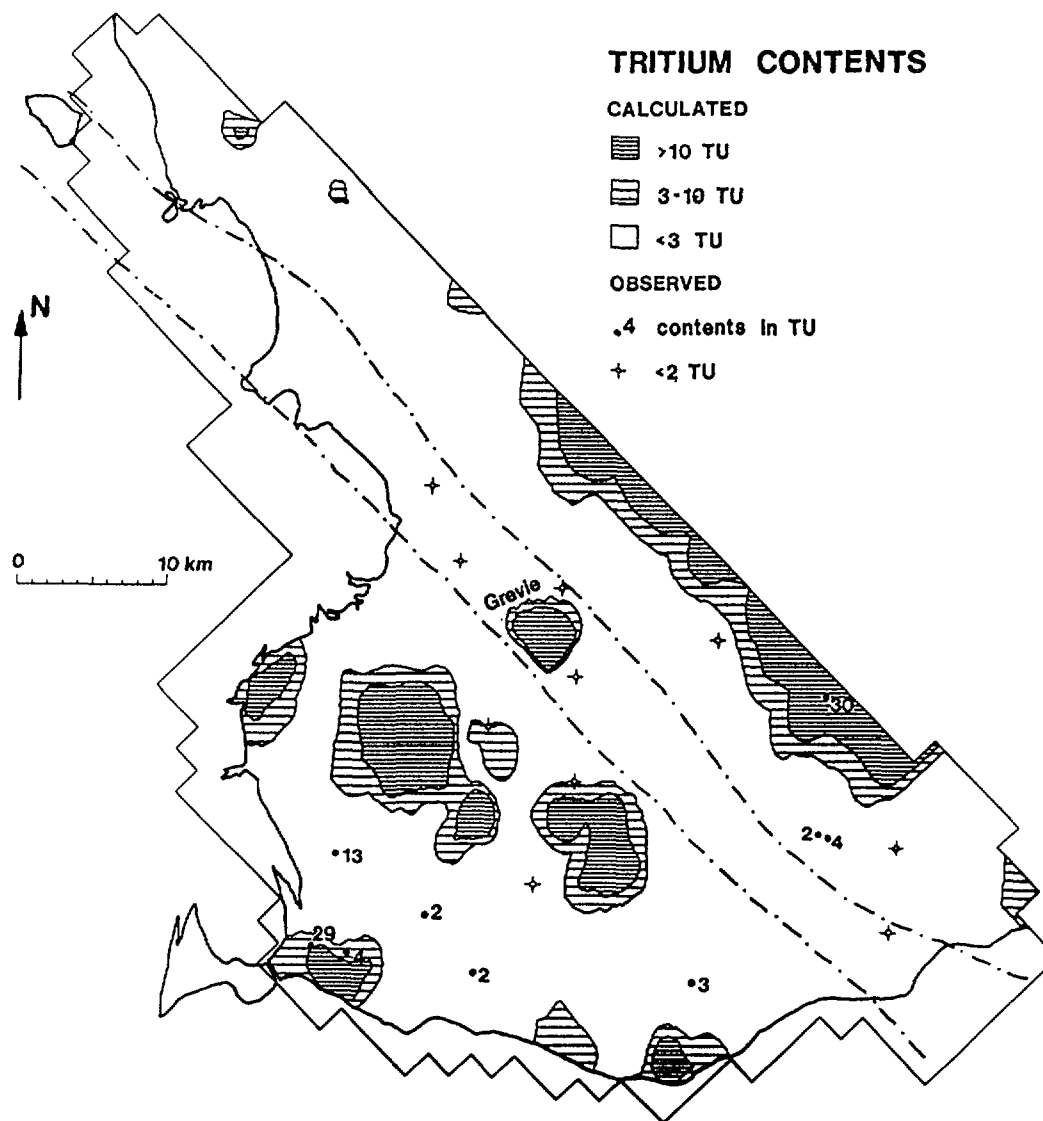 TRITIUM CONTENTS
CALCULATED
>10 TU
3-10 TU
<3 TU
OBSERVED
.4 contents in TU
<2 TU
N
0 10 km
Grevie
30
2 4
13
2
29
4
2
3